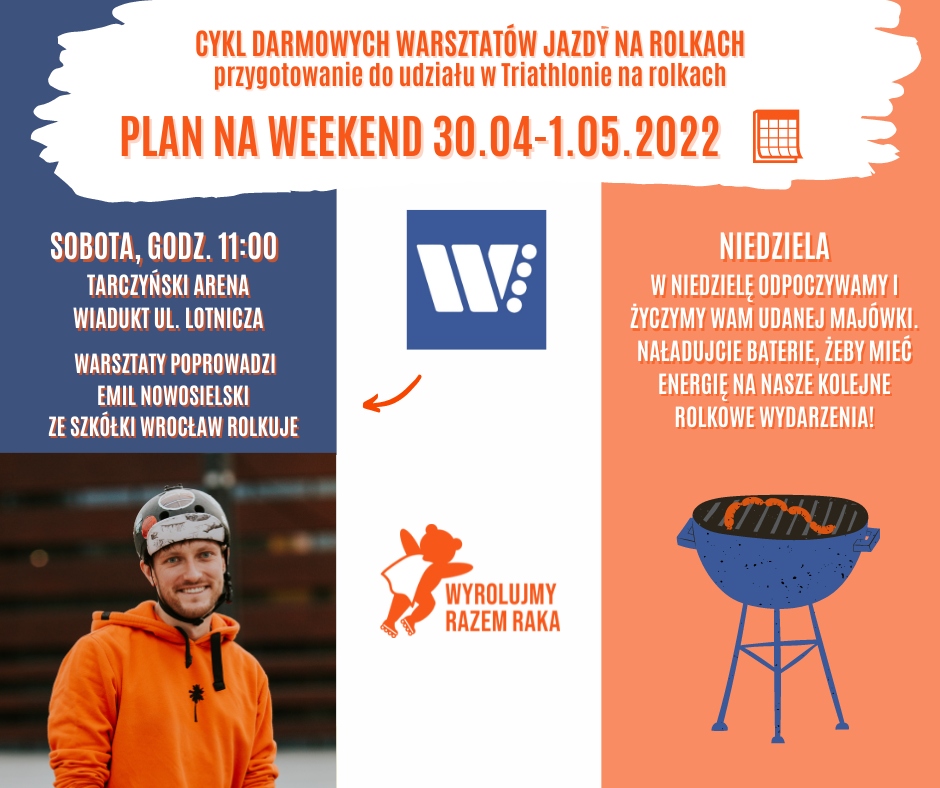 CYKL DARMOWYCH WARSZTATÓW JAZDY NA ROLKACH
przygotowanie do udziału w Triathlonie na rolkach
PLAN NA WEEKEND 30.04-1.05.2022
SOBOTA, GODZ. 11:00
TARCZYŃSKI ARENA
WIADUKT UL. LOTNICZA
WARSZTATY POPROWADZI
EMIL NOWOSIELSKI
ZE SZKÓŁKI WROCŁAW ROLKUJE
W
WYROLUJMY
RAZEM RAKA
NIEDZIELA
W NIEDZIELĘ ODPOCZYWAMY I
ŻYCZYMY WAM UDANEJ MAJÓWKI.
NAŁADUJCIE BATERIE, ŻEBY MIEĆ
ENERGIĘ NA NASZE KOLEJNE
ROLKOWE WYDARZENIA!